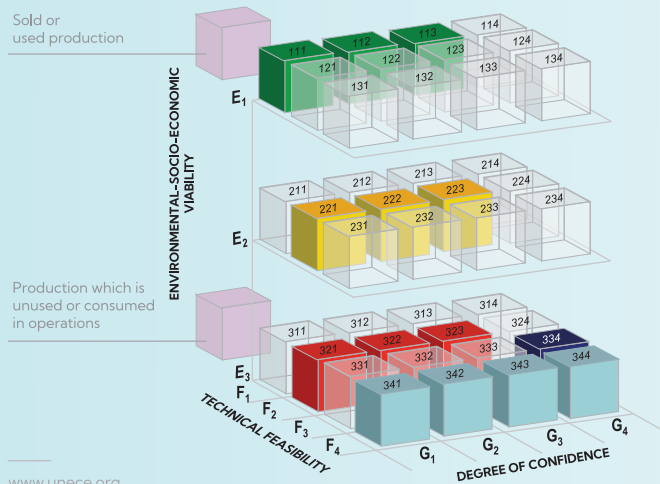 Sold or
used production
ENVIRONMENTAL-SOCIO-ECONOMIC
VIABILITY
E1
111
112
113
114
121
122
123
124
131
132
133
134
E2
211
212
213
214
221
222
223
224
231
232
233
234
Production which is
unused or consumed
in operations
E3
311
312
313
314
321
322
323
324
331
332
333
334
341
342
343
344
F1
F2
F3
F4
TECHNICAL FEASIBILITY
G1
G2
G3
G4
DEGREE OF CONFIDENCE
www.unece.org